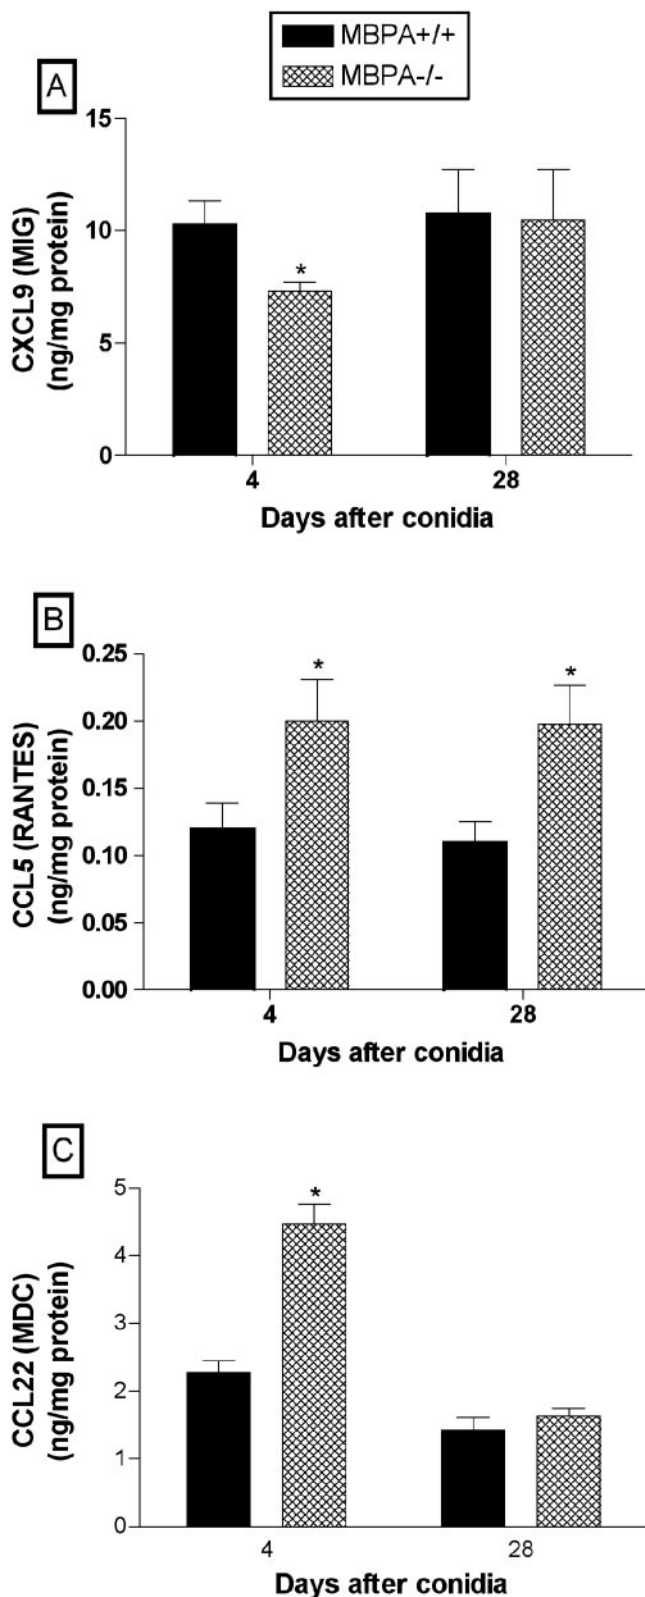 MBPA+/+
MBPA-/-
A
CXCL9 (MIG)
(ng/mg protein)
15
10
5
0
*
4
28
Days after conidia
B
CCL5 (RANTES)
(ng/mg protein)
0.25
0.20
0.15
0.10
0.05
0.00
*
*
4
28
Days after conidia
C
CCL22 (MDC)
(ng/mg protein)
5
4
3
2
1
0
*
4
28
Days after conidia